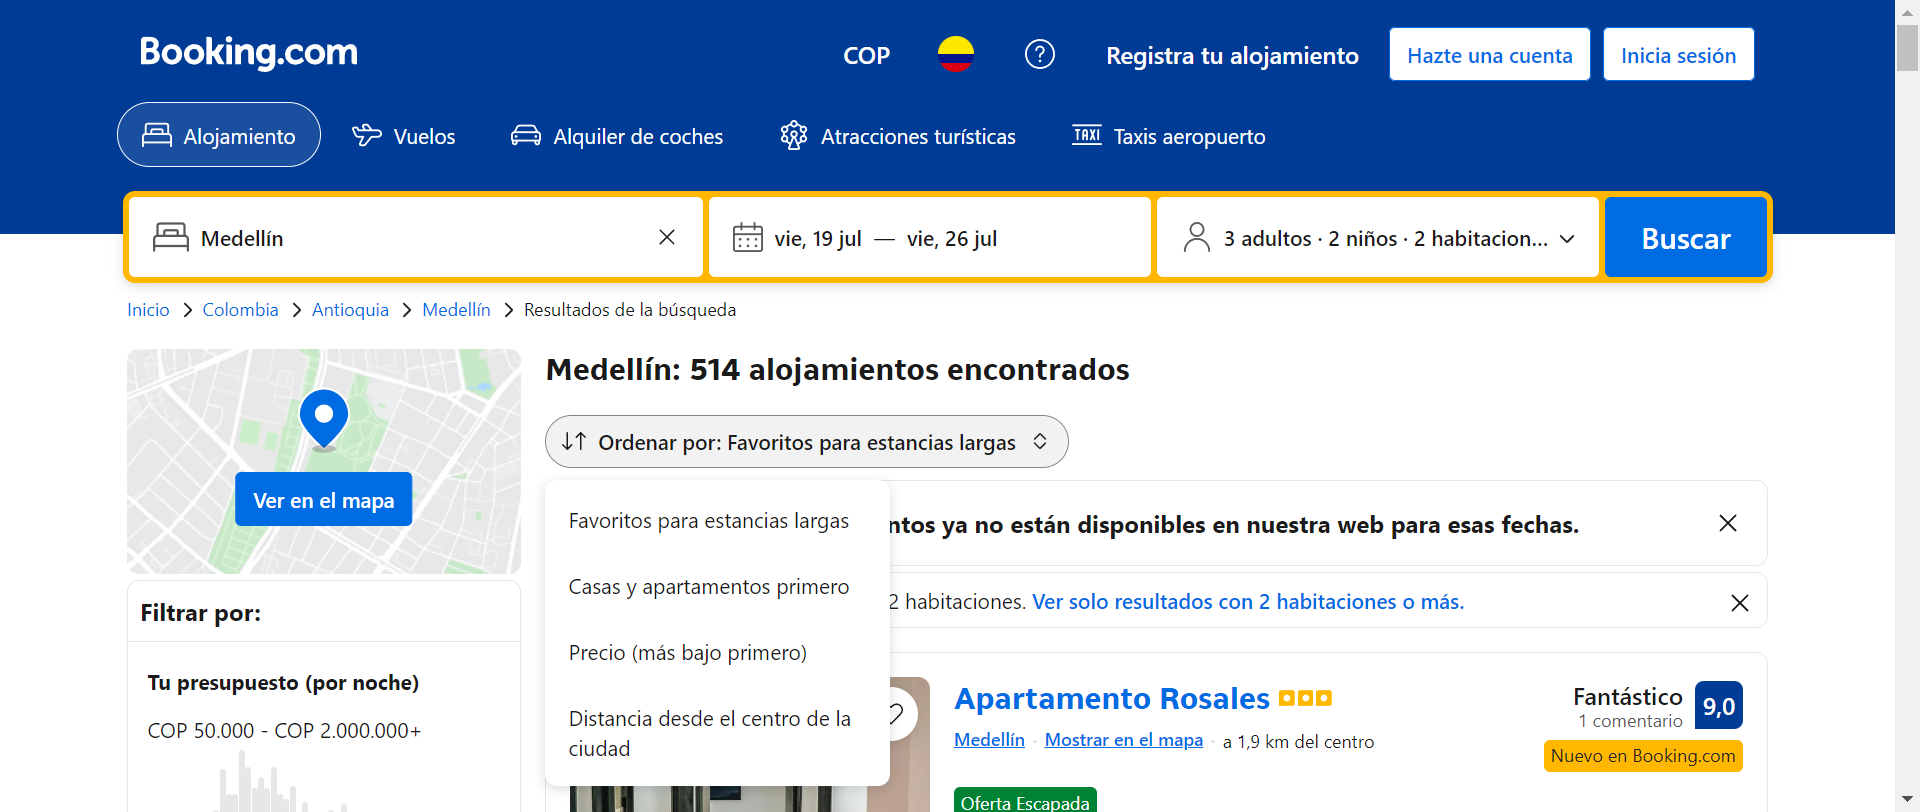 Booking.com
COP
Registra tu alojamiento
Hazte una cuenta
Inicia sesión
Alojamiento
Vuelos
Alquiler de coches
TAXI
Atracciones turísticas
Taxis aeropuerto
Medellín
vie, 19 jul — vie, 26 jul
3 adultos · 2 niños · 2 habitacion...
Buscar
Inicio
Colombia
Antioquia
Medellín
Resultados de la búsqueda
Ver en el mapa
Filtrar por:
Tu presupuesto (por noche)
COP 50.000 - COP 2.000.000+
Medellín: 514 alojamientos encontrados
Ordenar por: Favoritos para estancias largas
Favoritos para estancias largas
Casas y apartamentos primero
Precio (más bajo primero)
Distancia desde el centro de la
ciudad
ntos ya no están disponibles en nuestra web para esas fechas.
2 habitaciones. Ver solo resultados con 2 habitaciones o más.
Apartamento Rosales
Medellín · Mostrar en el mapa · a 1,9 km del centro
Oferta Escapada
Fantástico
1 comentario
9,0
Nuevo en Booking.com